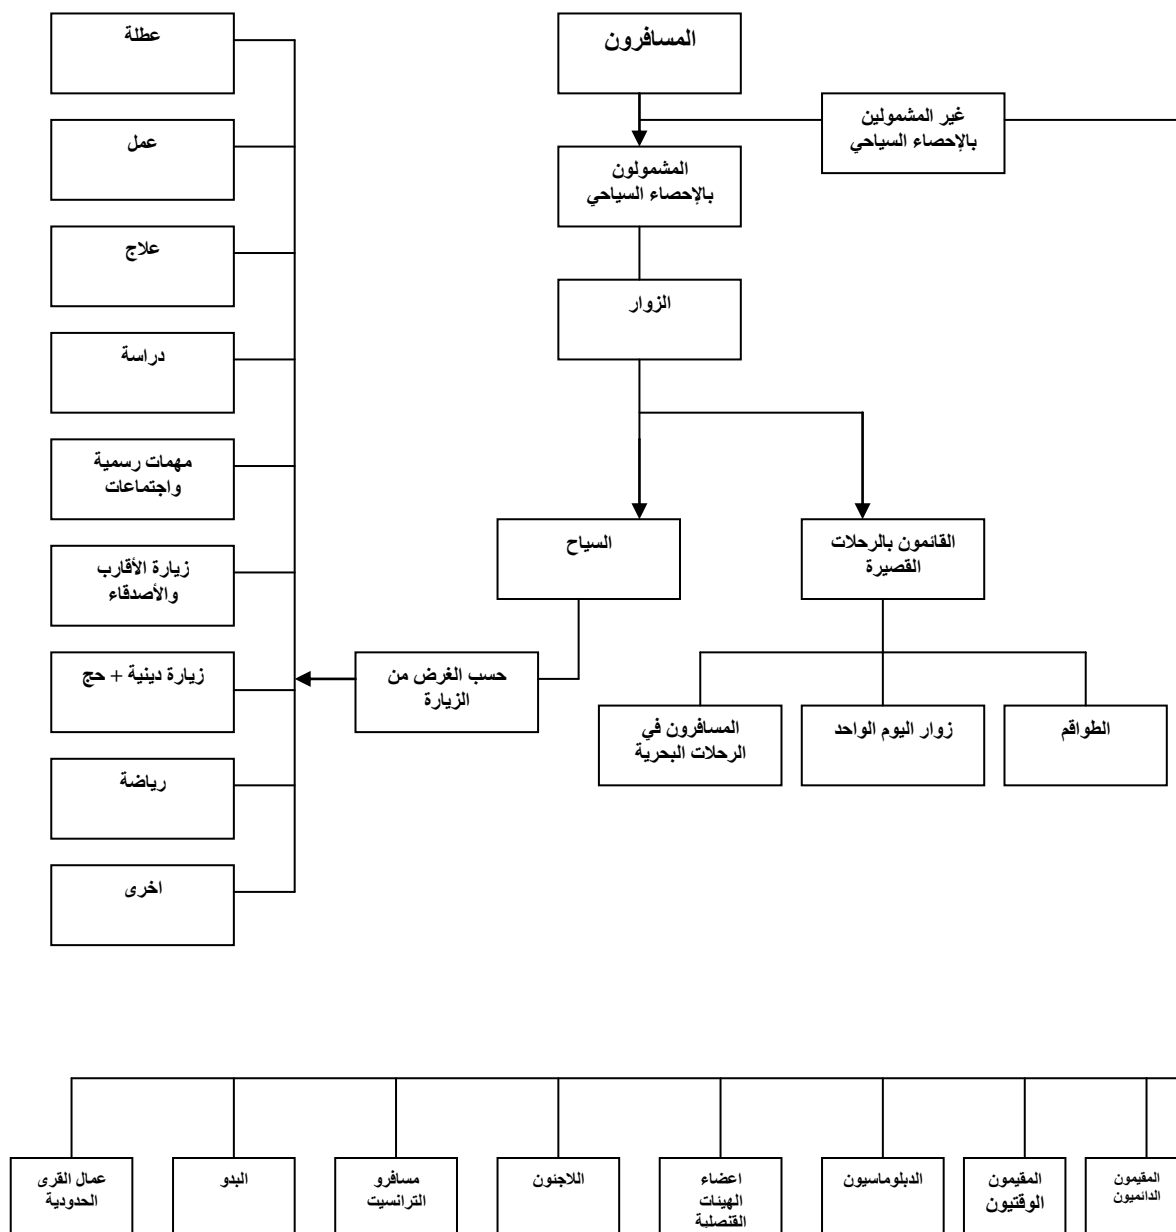 المسافرون
غير المشمولين
بالإحصاء السياحي
المشمولون
بالإحصاء السياحي
الزوار
القائمون بالرحلات
القصيرة
السياح
الطواقم
زوار اليوم الواحد
المسافرون في
الرحلات البحرية
حسب الغرض من
الزيارة
عطلة
عمل
علاج
دراسة
مهمات رسمية
واجتماعات
زيارة الأقارب
والأصدقاء
زيارة دينية + حج
رياضة
اخرى
المقيمون
الدائميون
المقيمون
الوقتيون
الدبلوماسيون
اعضاء
الهيئات
القنصلية
اللاجئون
مسافرو
الترانسيت
البدو
عمال القرى
الحدودية